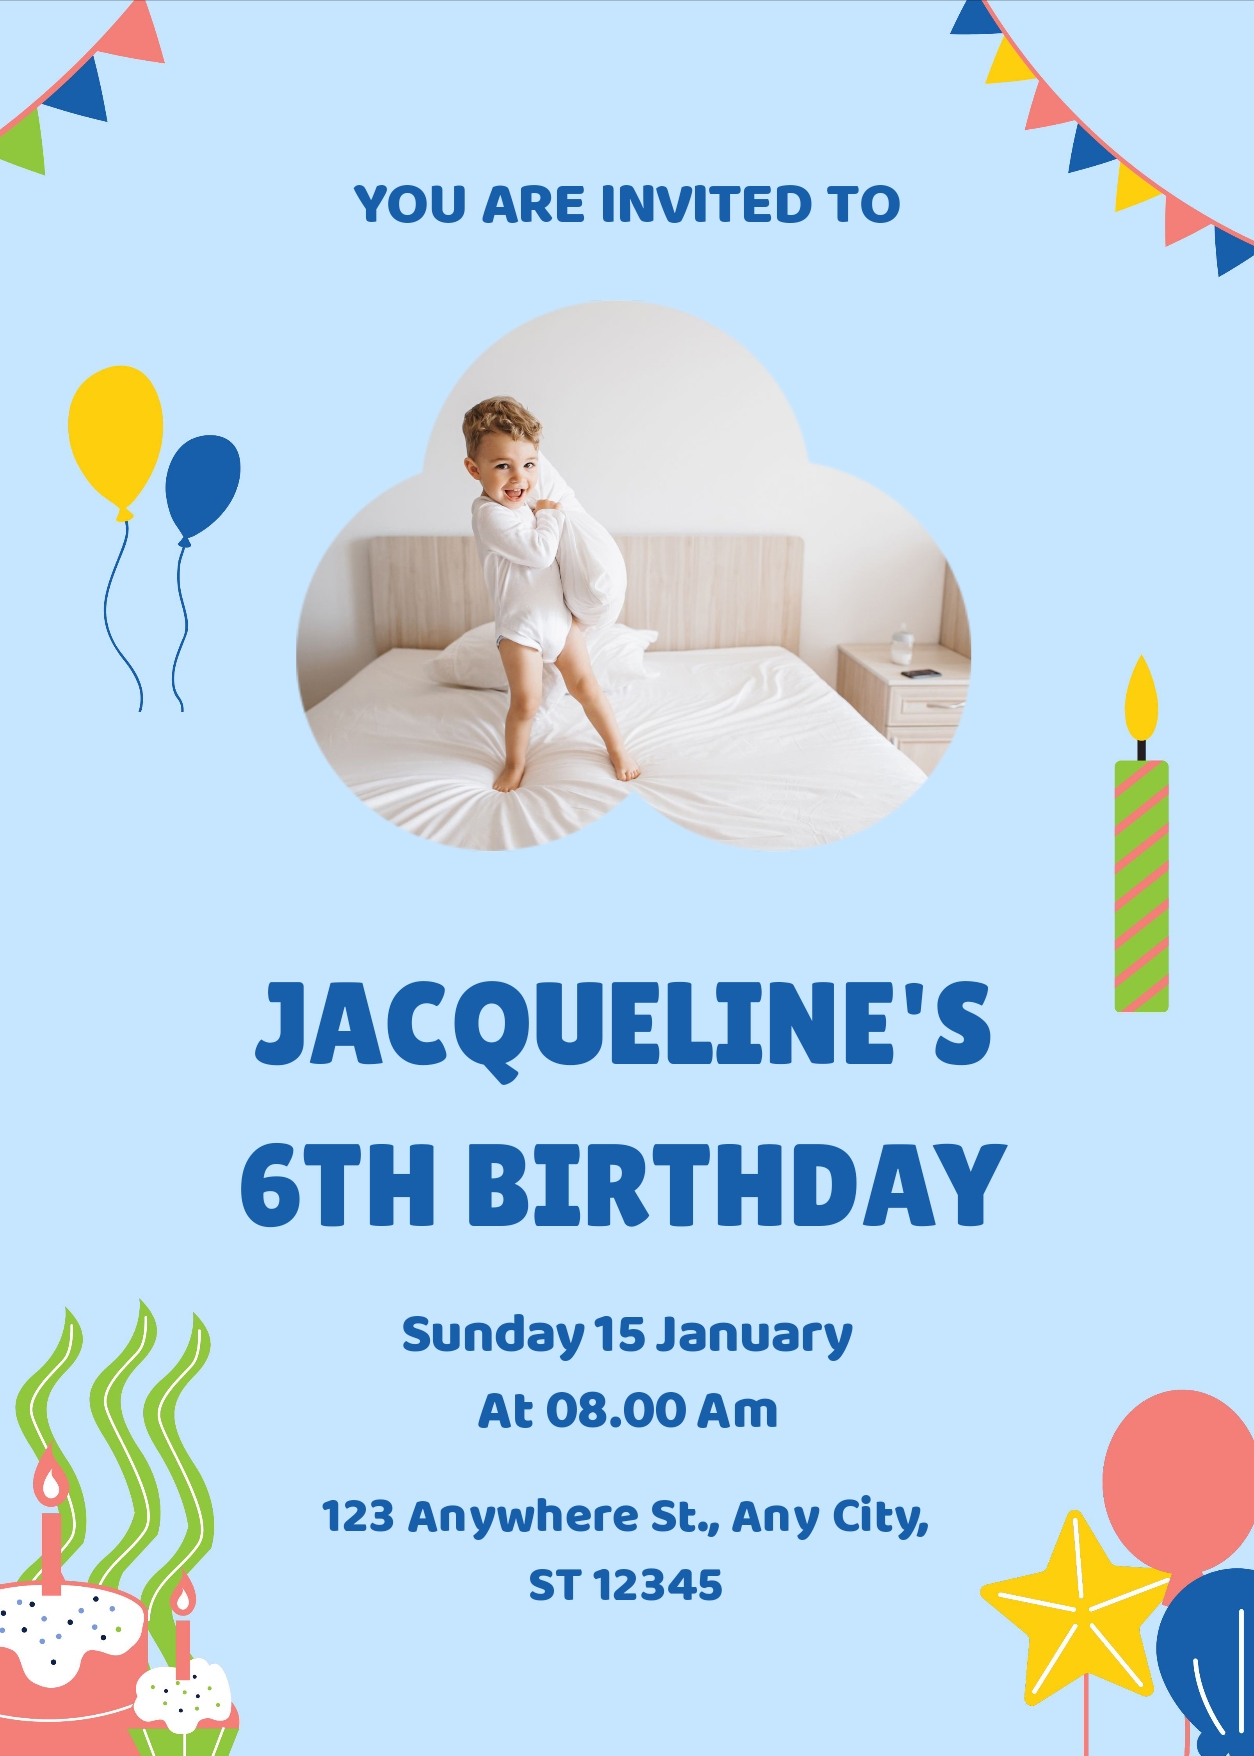 YOU ARE INVITED TO
JACQUELINE'S
6TH BIRTHDAY
Sunday 15 January
At 08.00 Am
123 Anywhere St., Any City,
ST 12345